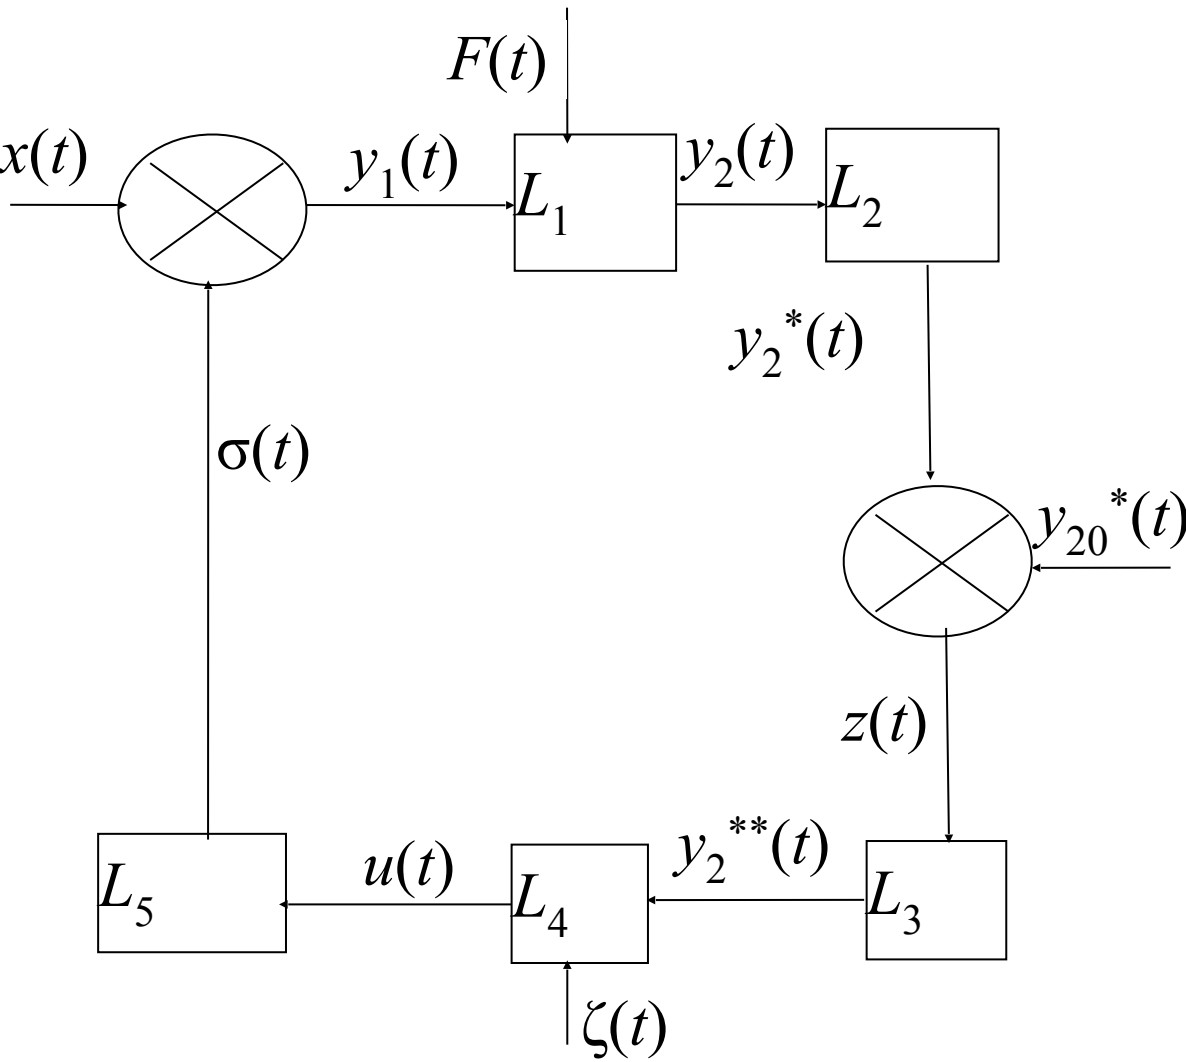 F(t)
x(t)
y₁(t)
L₁
y₂(t)
L₂
y₂*(t)
σ(t)
y₂₀*(t)
z(t)
L₅
u(t)
L₄
y₂**(t)
L₃
ζ(t)